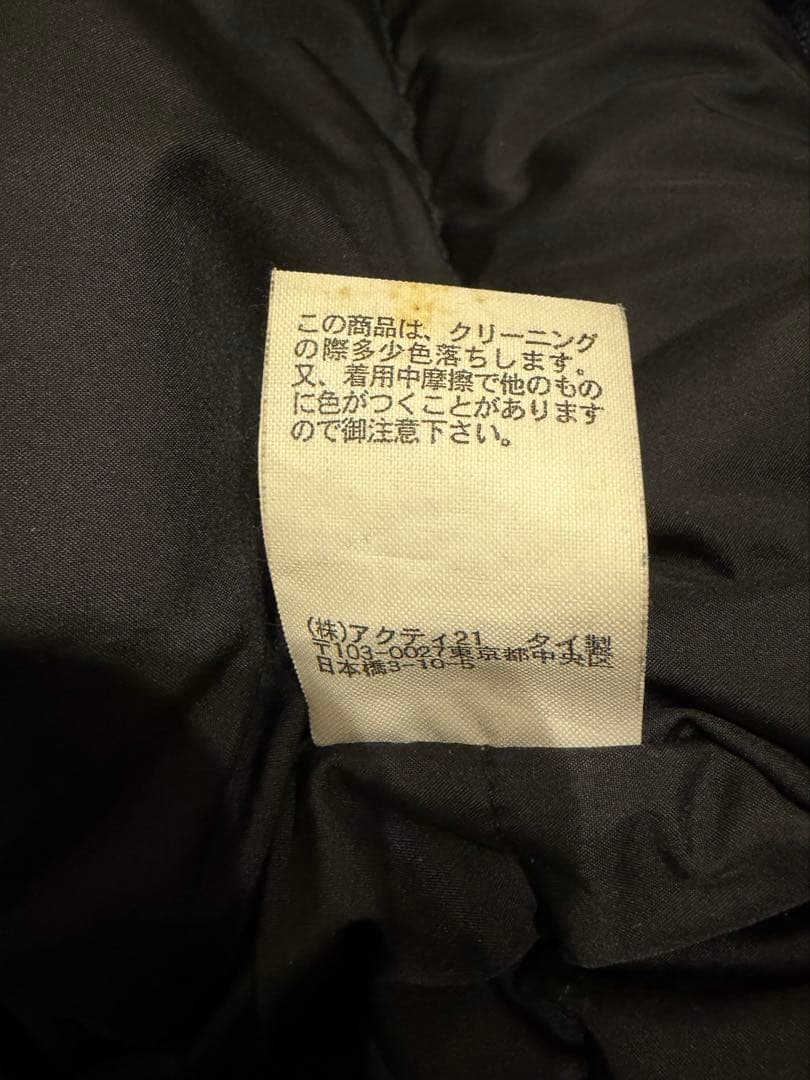 この商品は、クリーニング
の際多少色落ちします。
又、着用中摩擦で他のもの
に色がつくことがあります
ので御注意下さい。
(株)アクティ21 タイ製
〒103-0027東京都中央区
日本橋3-10-5